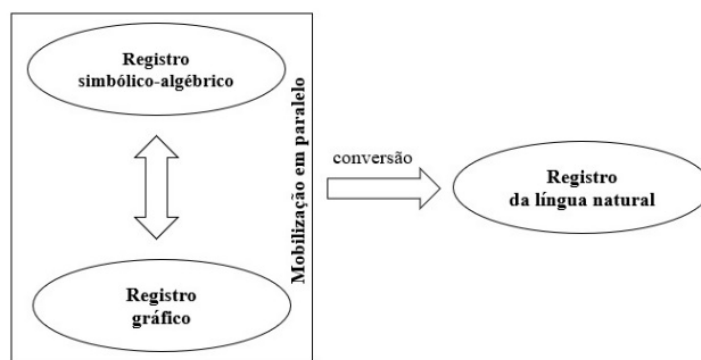 Registro
simbólico-algébrico
Mobilização em paralelo
conversão
Registro
da língua natural
Registro
gráfico